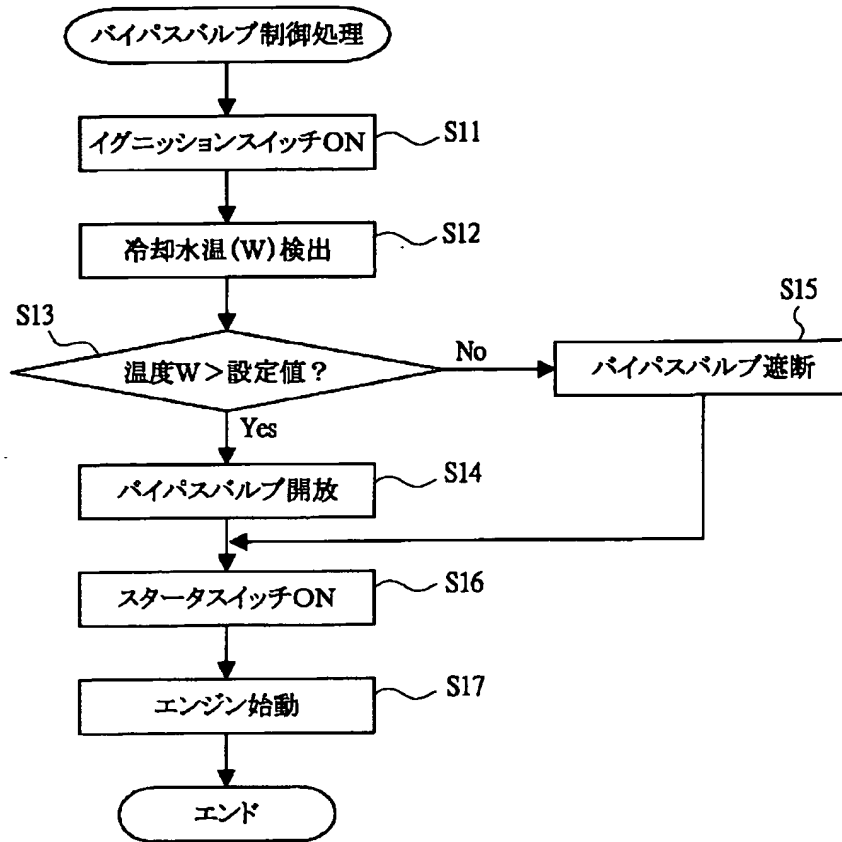 バイパスバルブ制御処理
イグニッションスイッチON
S11
冷却水温(W)検出
S12
S13
温度W>設定値?
No
S15
バイパスバルブ遮断
Yes
バイパスバルブ開放
S14
スタータスイッチON
S16
エンジン始動
S17
エンド